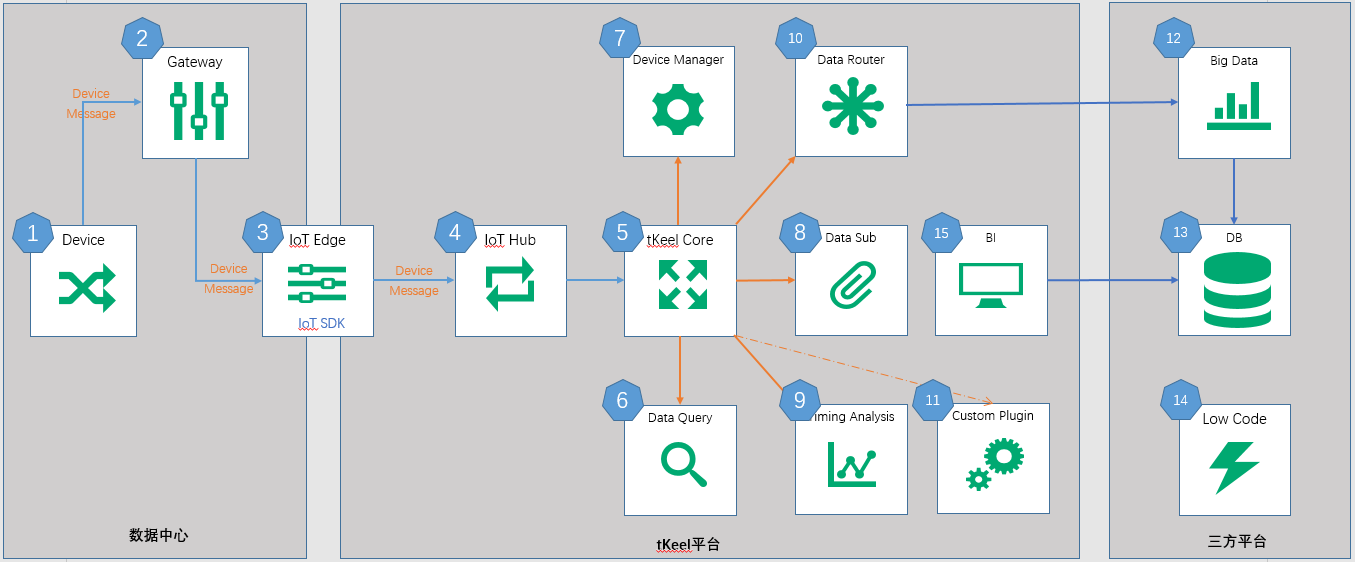 2
Gateway
Device
Message
1
Device
3
IoT Edge
IoT SDK
Device
Message
数据中心
7
Device Manager
10
Data Router
4
IoT Hub
Device
Message
5
tKeel Core
8
Data Sub
15
BI
6
Data Query
9
iming Analysis
11
Custom Plugin
tKeel平台
12
Big Data
13
DB
14
Low Code
三方平台